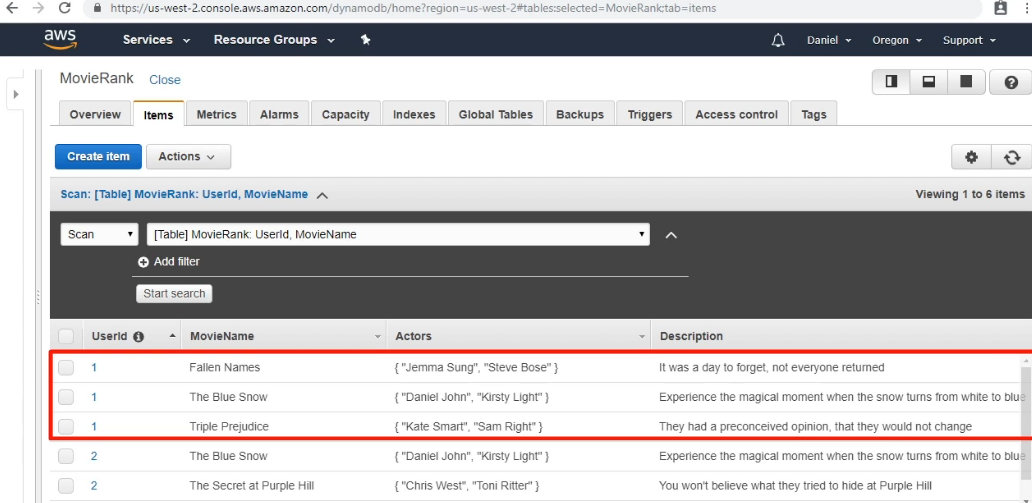 https://us-west-2.console.aws.amazon.com/dynamodb/home?region=us-west-2#tables:selected=MovieRank;tab=items
aws Services Resource Groups Daniel Oregon Support
MovieRank Close
Overview Items Metrics Alarms Capacity Indexes Global Tables Backups Triggers Access control Tags
Create item Actions
Scan: [Table] MovieRank: UserId, MovieName Viewing 1 to 6 items
Scan [Table] MovieRank: UserId, MovieName
Add filter
Start search
UserId MovieName Actors Description
1 Fallen Names { "Jemma Sung", "Steve Bose" } It was a day to forget, not everyone returned
1 The Blue Snow { "Daniel John", "Kirsty Light" } Experience the magical moment when the snow turns from white to blue
1 Triple Prejudice { "Kate Smart", "Sam Right" } They had a preconceived opinion, that they would not change
2 The Blue Snow { "Daniel John", "Kirsty Light" } Experience the magical moment when the snow turns from white to blue
2 The Secret at Purple Hill { "Chris West", "Toni Ritter" } You won't believe what they tried to hide at Purple Hill